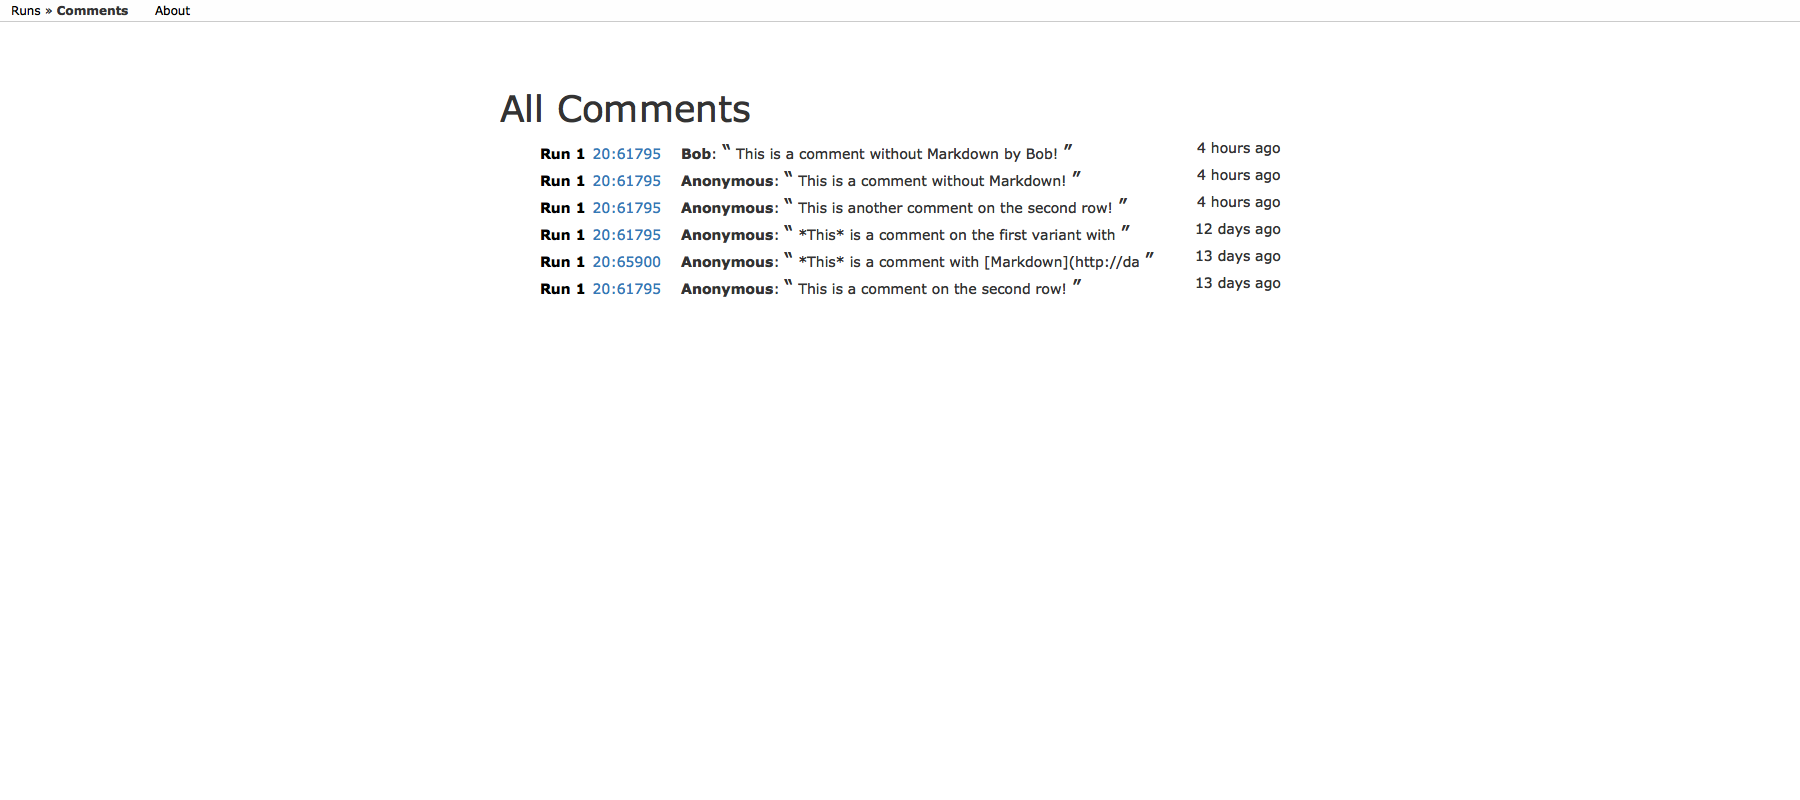 Runs » Comments About
All Comments
Run 1 20:61795 Bob: " This is a comment without Markdown by Bob! " 4 hours ago
Run 1 20:61795 Anonymous: " This is a comment without Markdown! " 4 hours ago
Run 1 20:61795 Anonymous: " This is another comment on the second row! " 4 hours ago
Run 1 20:61795 Anonymous: " *This* is a comment on the first variant with " 12 days ago
Run 1 20:65900 Anonymous: " *This* is a comment with [Markdown](http://da " 13 days ago
Run 1 20:61795 Anonymous: " This is a comment on the second row! " 13 days ago